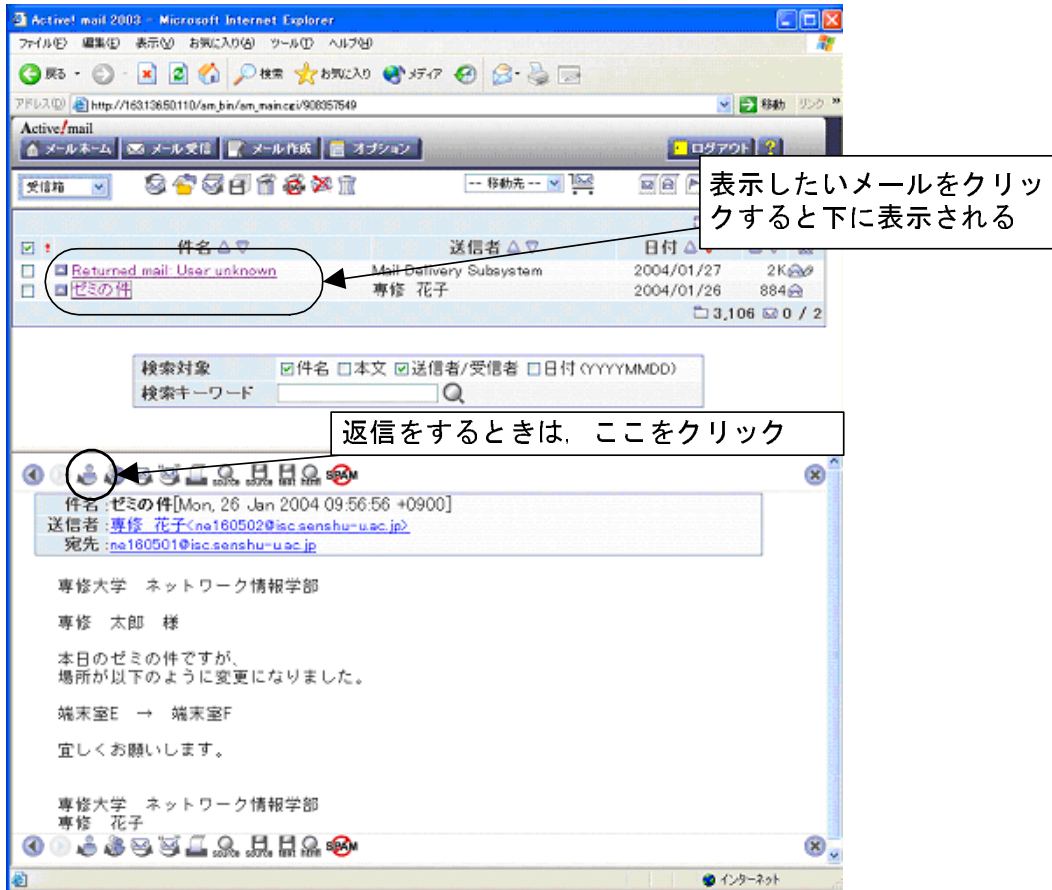 Active! mail 2003 - Microsoft Internet Explorer
ファイル(F) 編集(E) 表示(V) お気に入り(A) ツール(T) ヘルプ(H)
戻る 検索 お気に入り メディア
アドレス(D) http://163.136.50.110/am_bin/am_main.cgi/908357549 移動 リンク »
Active! mail
メールホーム メール受信 メール作成 オプション ログアウト ?
受信箱 -- 移動先 --
表示したいメールをクリッ
クすると下に表示される
! 件名 △▽ 送信者 △▽ 日付 △
Returned mail: User unknown Mail Delivery Subsystem 2004/01/27 2K
ゼミの件 専修 花子 2004/01/26 884
3,106 0 / 2
検索対象 件名 本文 送信者/受信者 日付 (YYYYMMDD)
検索キーワード
返信をするときは, ここをクリック
source source text html SPAM
件名 :ゼミの件[Mon, 26 Jan 2004 09:56:56 +0900]
送信者 :専修 花子<ne160502@isc.senshu-u.ac.jp>
宛先 :ne160501@isc.senshu-u.ac.jp
専修大学 ネットワーク情報学部
専修 太郎 様
本日のゼミの件ですが、
場所が以下のように変更になりました。
端末室E → 端末室F
宜しくお願いします。
専修大学 ネットワーク情報学部
専修 花子
source source text html SPAM
インターネット